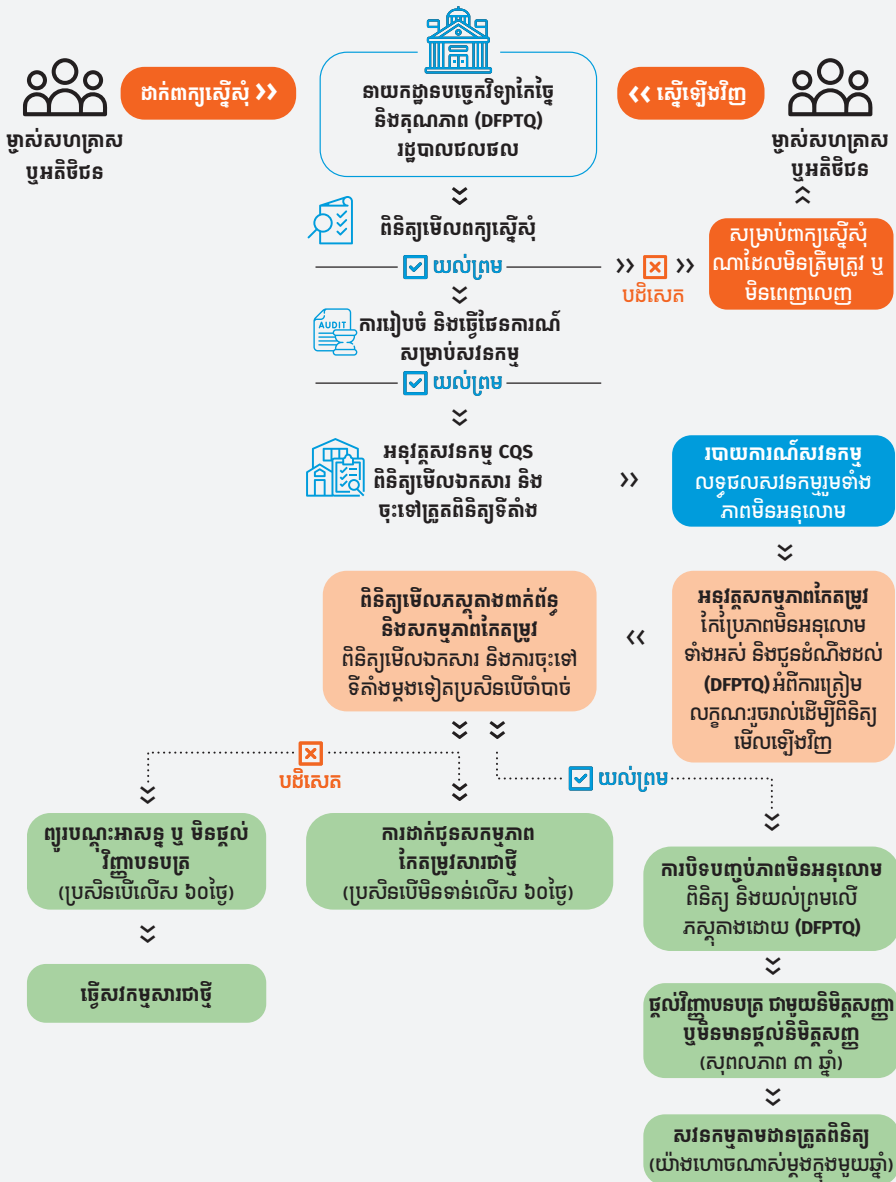 ម្ចាស់សហគ្រាស
ឬអតិថិជន
ដាក់ពាក្យស្នើសុំ
នាយកដ្ឋានបច្ចេកវិទ្យាកែច្នៃ
និងគុណភាព (DFPTQ)
រដ្ឋបាលជលផល
ស្នើឡើងវិញ
ម្ចាស់សហគ្រាស
ឬអតិថិជន
ពិនិត្យមើលពក្យស្នើសុំ
យល់ព្រម
បដិសេត
សម្រាប់ពាក្យស្នើសុំ
ណាដែលមិនត្រឹមត្រូវ ឬ
មិនពេញលេញ
AUDIT
ការរៀបចំ និងធ្វើផែនការណ៍
សម្រាប់សវនកម្ម
យល់ព្រម
អនុវត្តសវនកម្ម CQS
ពិនិត្យមើលឯកសារ និង
ចុះទៅត្រួតពិនិត្យទីតាំង
របាយការណ៍សវនកម្ម
លទ្ធផលសវនកម្មរួមទាំង
ភាពមិនអនុលោម
អនុវត្តសកម្មភាពកែតម្រូវ
កែប្រែភាពមិនអនុលោម
ទាំងអស់ និងជូនដំណឹងដល់
(DFPTQ) អំពីការត្រៀម
លក្ខណៈរួចរាល់ដើម្បីពិនិត្យ
មើលឡើងវិញ
ពិនិត្យមើលភស្តុតាងពាក់ព័ន្ធ
និងសកម្មភាពកែតម្រូវ
ពិនិត្យមើលឯកសារ និងការចុះទៅ
ទីតាំងម្តងទៀតប្រសិនបើចាំបាច់
បដិសេត
យល់ព្រម
ព្យួរបណ្តុះអាសន្ន ឬ មិនផ្តល់
វិញ្ញាបនបត្រ
(ប្រសិនបើលើស ៦០ថ្ងៃ)
ធ្វើសវកម្មសារជាថ្មី
ការដាក់ជូនសកម្មភាព
កែតម្រូវសារជាថ្មី
(ប្រសិនបើមិនទាន់លើស ៦០ថ្ងៃ)
ការបិទបញ្ចប់ភាពមិនអនុលោម
ពិនិត្យ និងយល់ព្រមលើ
ភស្តុតាងដោយ (DFPTQ)
ផ្តល់វិញ្ញាបនបត្រ ជាមួយនិមិត្តសញ្ញា
ឬមិនមានផ្តល់និមិត្តសញ្ញ
(សុពលភាព ៣ ឆ្នាំ)
សវនកម្មតាមដានត្រួតពិនិត្យ
(យ៉ាងហោចណាស់ម្តងក្នុងមួយឆ្នាំ)